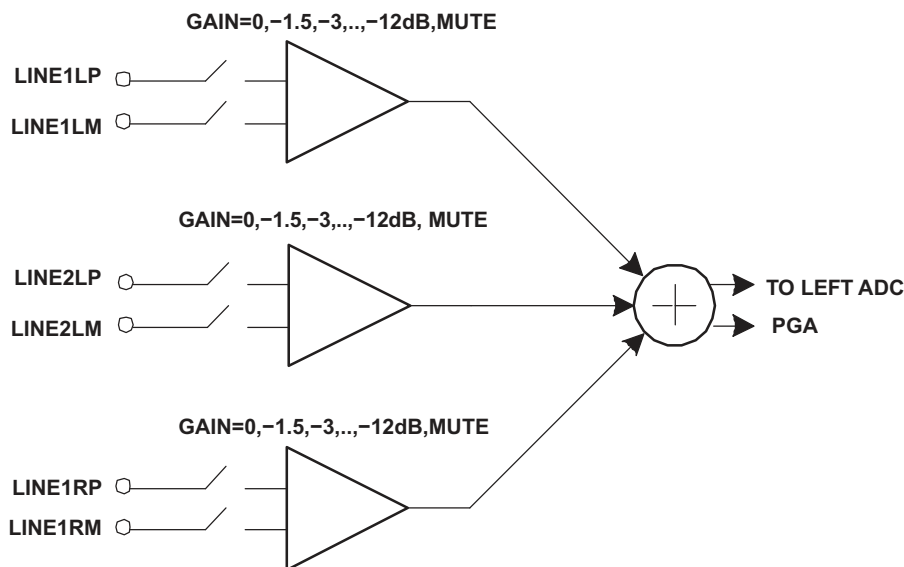 GAIN=0,−1.5,−3,..,−12dB,MUTE
LINE1LP
LINE1LM
GAIN=0,−1.5,−3,..,−12dB, MUTE
LINE2LP
LINE2LM
TO LEFT ADC
PGA
GAIN=0,−1.5,−3,..,−12dB,MUTE
LINE1RP
LINE1RM